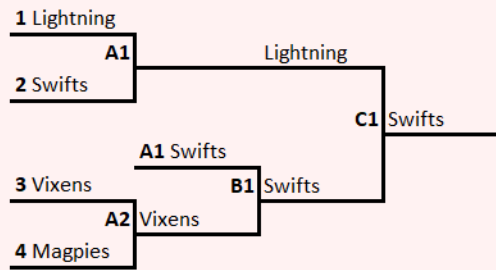 1 Lightning
A1
Lightning
2 Swifts
C1 Swifts
A1 Swifts
3 Vixens
B1 Swifts
A2 Vixens
4 Magpies